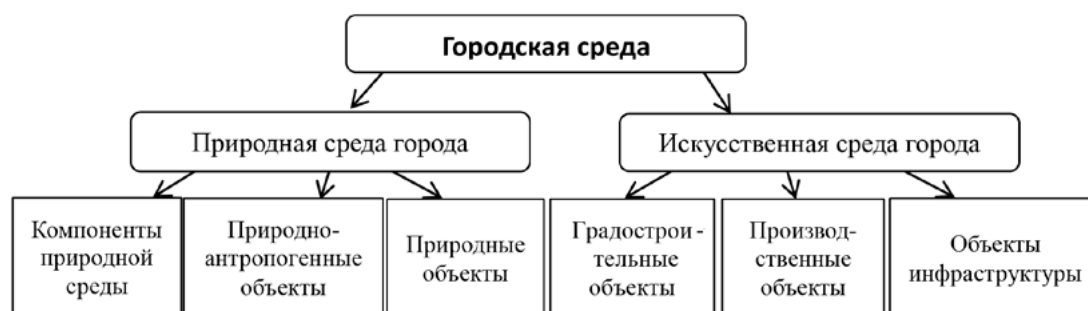 Городская среда
Природная среда города
Искусственная среда города
Компоненты
природной
среды
Природно-
антропогенные
объекты
Природные
объекты
Градострои-
тельные
объекты
Производ-
ственные
объекты
Объекты
инфраструктуры